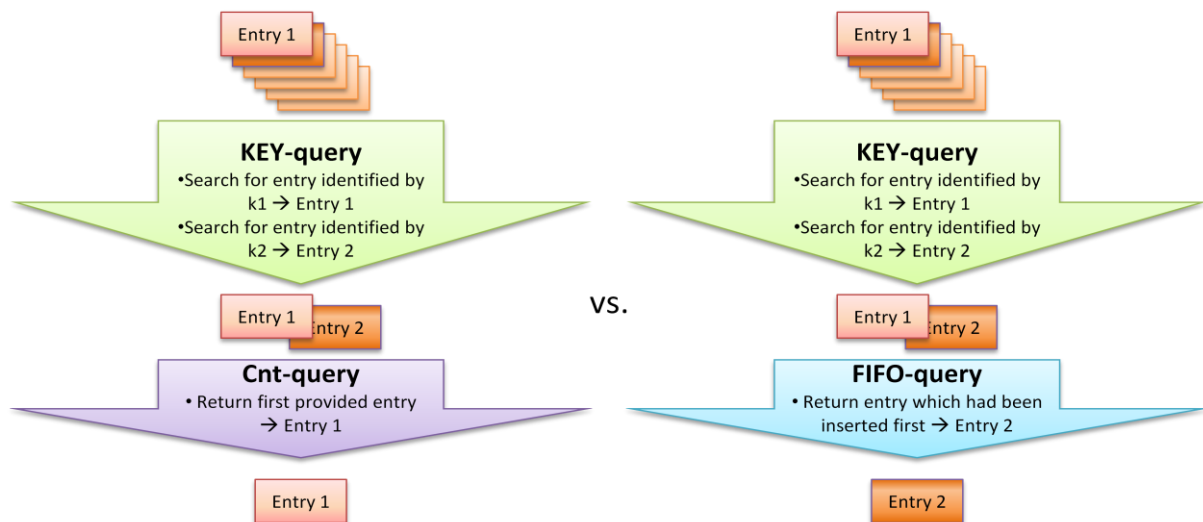 Entry 1
KEY-query
•Search for entry identified by
k1 → Entry 1
•Search for entry identified by
k2 → Entry 2
Entry 1
Entry 2
Cnt-query
• Return first provided entry
→ Entry 1
Entry 1
vs.
Entry 1
KEY-query
•Search for entry identified by
k1 → Entry 1
•Search for entry identified by
k2 → Entry 2
Entry 1
Entry 2
FIFO-query
• Return entry which had been
inserted first → Entry 2
Entry 2